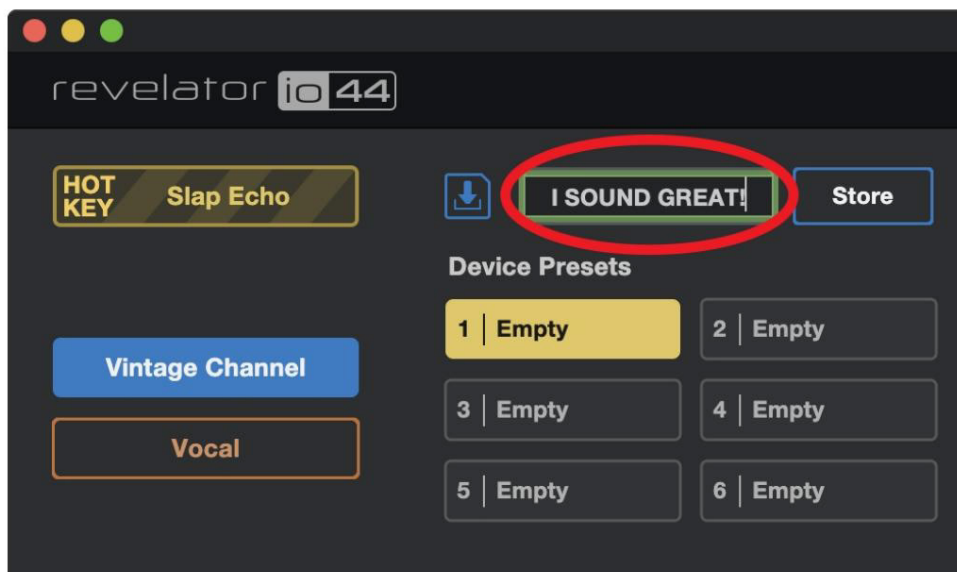 revelator io 44
HOT KEY
Slap Echo
I SOUND GREAT!
Store
Device Presets
1 | Empty
2 | Empty
Vintage Channel
3 | Empty
4 | Empty
Vocal
5 | Empty
6 | Empty